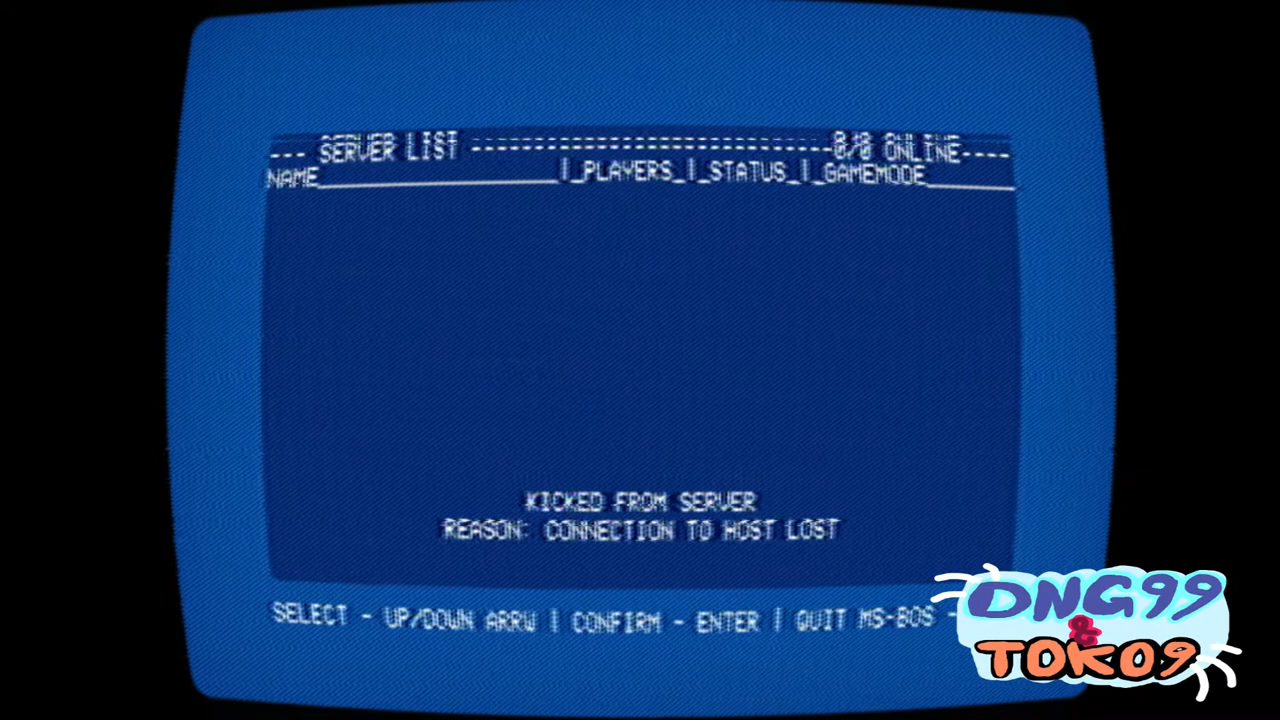 --- SERVER LIST --------------------------------0/0 ONLINE----
NAME____________________|_PLAYERS_|_STATUS_|_GAMEMODE_______
KICKED FROM SERVER
REASON: CONNECTION TO HOST LOST
SELECT - UP/DOWN ARRW | CONFIRM - ENTER | QUIT MS-BOS -
DNG99
&
TOKO9